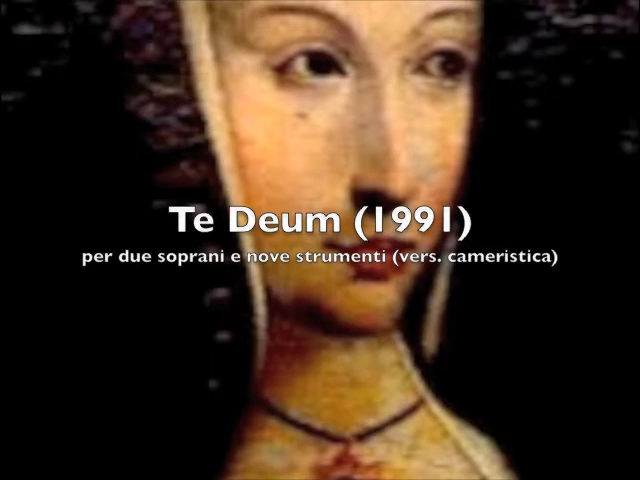 Te Deum (1991)
per due soprani e nove strumenti (vers. cameristica)